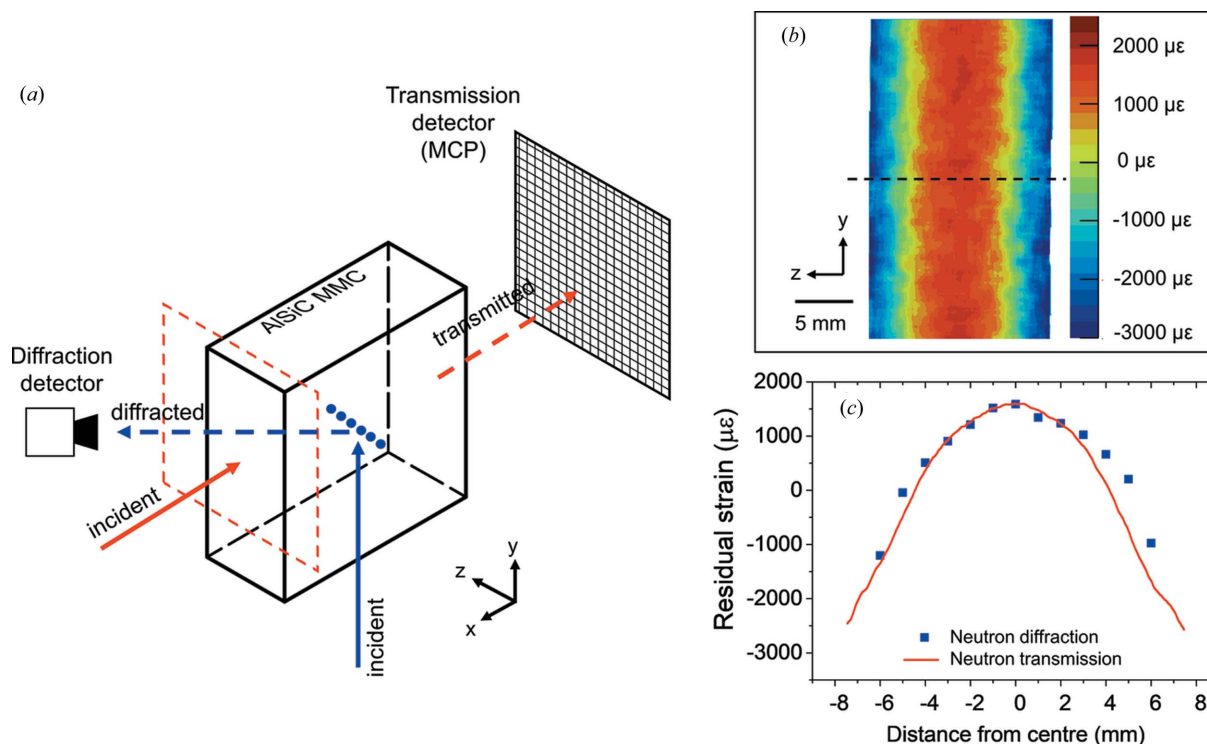 (a)
Transmission
detector
(MCP)
AlSiC MMC
transmitted
Diffraction
detector
diffracted
incident
incident
y
z
x
(b)
2000 µε
1000 µε
0 µε
-1000 µε
-2000 µε
-3000 µε
y
z
5 mm
(c)
Residual strain (µε)
2000
1000
0
-1000
-2000
-3000
Neutron diffraction
Neutron transmission
-8 -6 -4 -2 0 2 4 6 8
Distance from centre (mm)